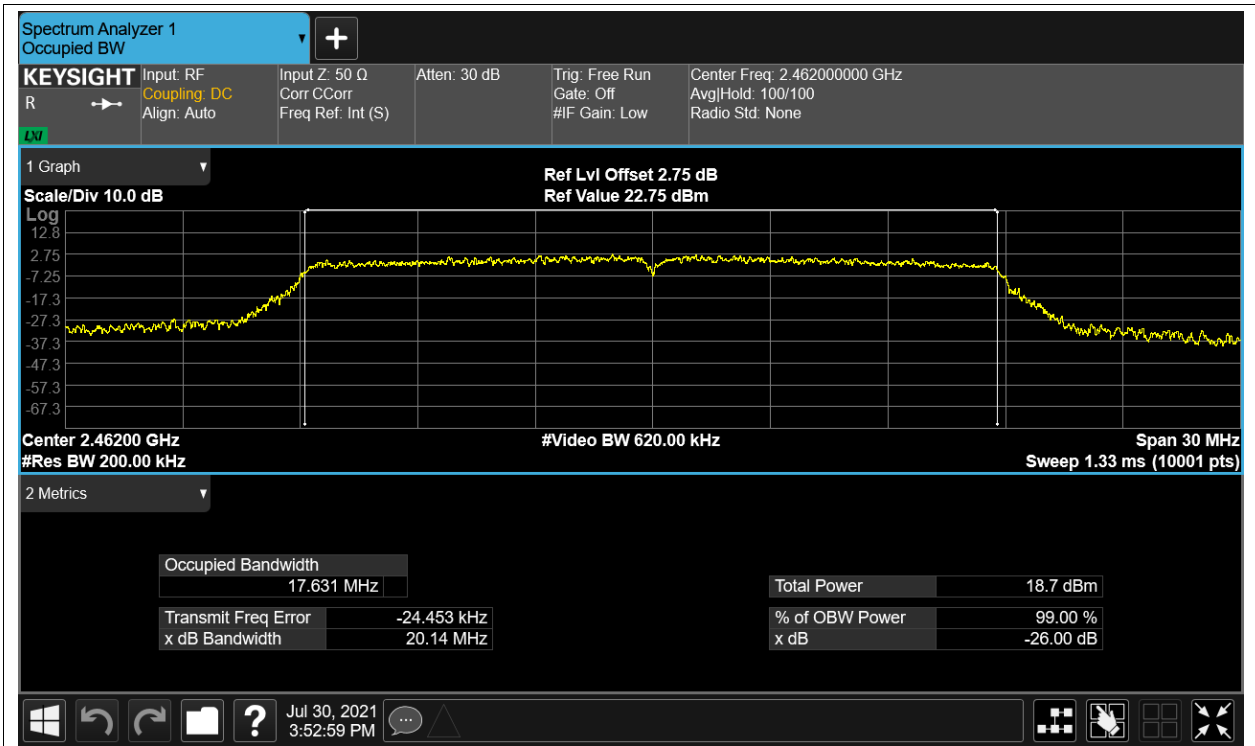 Spectrum Analyzer 1
Occupied BW
KEYSIGHT
R
LXI
Input: RF
Coupling: DC
Align: Auto
Input Z: 50 Ω
Corr CCorr
Freq Ref: Int (S)
Atten: 30 dB
Trig: Free Run
Gate: Off
#IF Gain: Low
Center Freq: 2.462000000 GHz
Avg|Hold: 100/100
Radio Std: None
1 Graph
Scale/Div 10.0 dB
Ref Lvl Offset 2.75 dB
Ref Value 22.75 dBm
Log
12.8
2.75
-7.25
-17.3
-27.3
-37.3
-47.3
-57.3
-67.3
Center 2.46200 GHz
#Video BW 620.00 kHz
Span 30 MHz
#Res BW 200.00 kHz
Sweep 1.33 ms (10001 pts)
2 Metrics
Occupied Bandwidth
17.631 MHz
Transmit Freq Error -24.453 kHz
x dB Bandwidth 20.14 MHz
Total Power 18.7 dBm
% of OBW Power 99.00 %
x dB -26.00 dB
?
Jul 30, 2021
3:52:59 PM